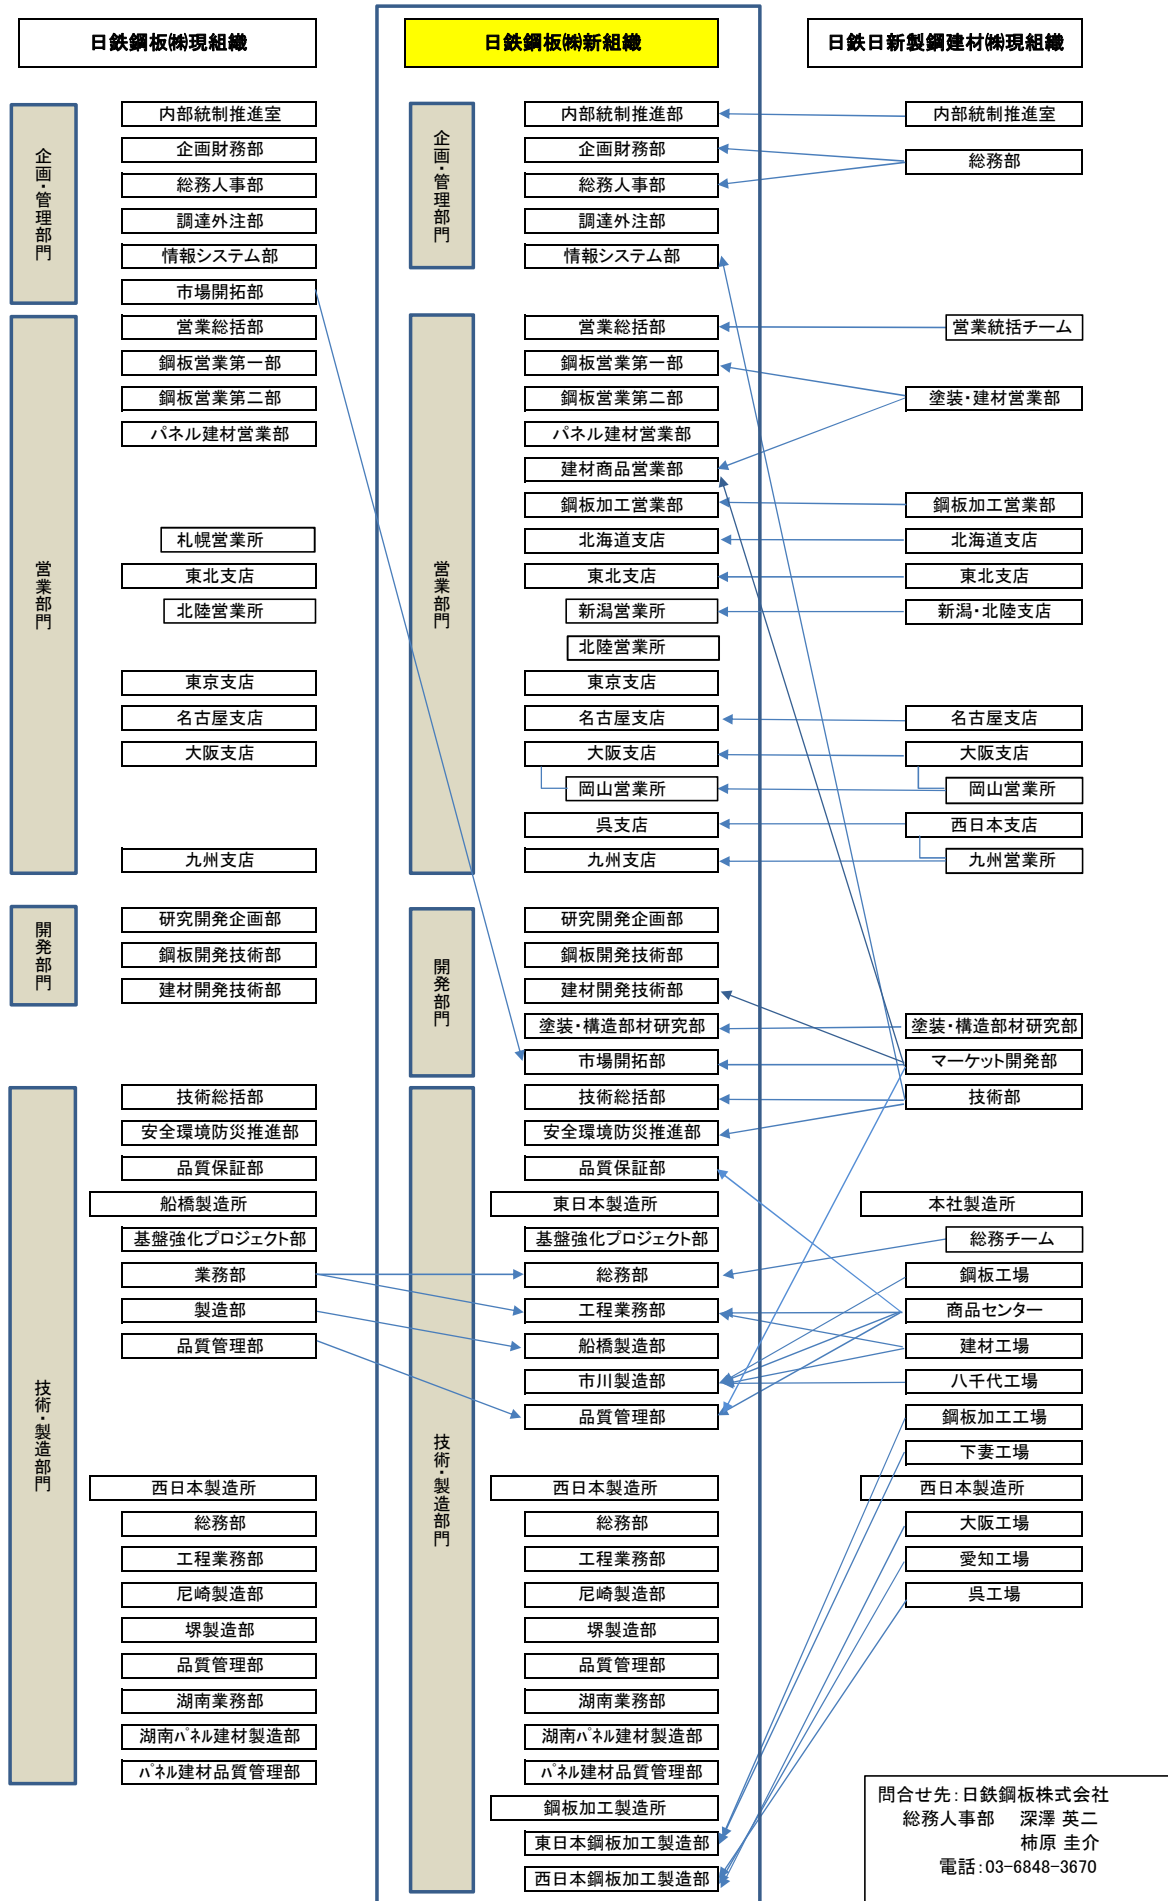 日鉄鋼板㈱現組織
日鉄鋼板㈱新組織
日鉄日新製鋼建材㈱現組織
企画・管理部門
内部統制推進室
企画財務部
総務人事部
調達外注部
情報システム部
市場開拓部
営業部門
営業総括部
鋼板営業第一部
鋼板営業第二部
パネル建材営業部
札幌営業所
東北支店
北陸営業所
東京支店
名古屋支店
大阪支店
九州支店
開発部門
研究開発企画部
鋼板開発技術部
建材開発技術部
技術・製造部門
技術総括部
安全環境防災推進部
品質保証部
船橋製造所
基盤強化プロジェクト部
業務部
製造部
品質管理部
西日本製造所
総務部
工程業務部
尼崎製造部
堺製造部
品質管理部
湖南業務部
湖南パネル建材製造部
パネル建材品質管理部
企画・管理部門
内部統制推進部
企画財務部
総務人事部
調達外注部
情報システム部
営業部門
営業総括部
鋼板営業第一部
鋼板営業第二部
パネル建材営業部
建材商品営業部
鋼板加工営業部
北海道支店
東北支店
新潟営業所
北陸営業所
東京支店
名古屋支店
大阪支店
岡山営業所
呉支店
九州支店
開発部門
研究開発企画部
鋼板開発技術部
建材開発技術部
塗装・構造部材研究部
市場開拓部
技術・製造部門
技術総括部
安全環境防災推進部
品質保証部
東日本製造所
基盤強化プロジェクト部
総務部
工程業務部
船橋製造部
市川製造部
品質管理部
西日本製造所
総務部
工程業務部
尼崎製造部
堺製造部
品質管理部
湖南業務部
湖南パネル建材製造部
パネル建材品質管理部
鋼板加工製造所
東日本鋼板加工製造部
西日本鋼板加工製造部
内部統制推進室
総務部
営業統括チーム
塗装・建材営業部
鋼板加工営業部
北海道支店
東北支店
新潟・北陸支店
名古屋支店
大阪支店
岡山営業所
西日本支店
九州営業所
塗装・構造部材研究部
マーケット開発部
技術部
本社製造所
総務チーム
鋼板工場
商品センター
建材工場
八千代工場
鋼板加工工場
下妻工場
西日本製造所
大阪工場
愛知工場
呉工場
問合せ先：日鉄鋼板株式会社
総務人事部　深澤 英二
柿原 圭介
電話：03-6848-3670